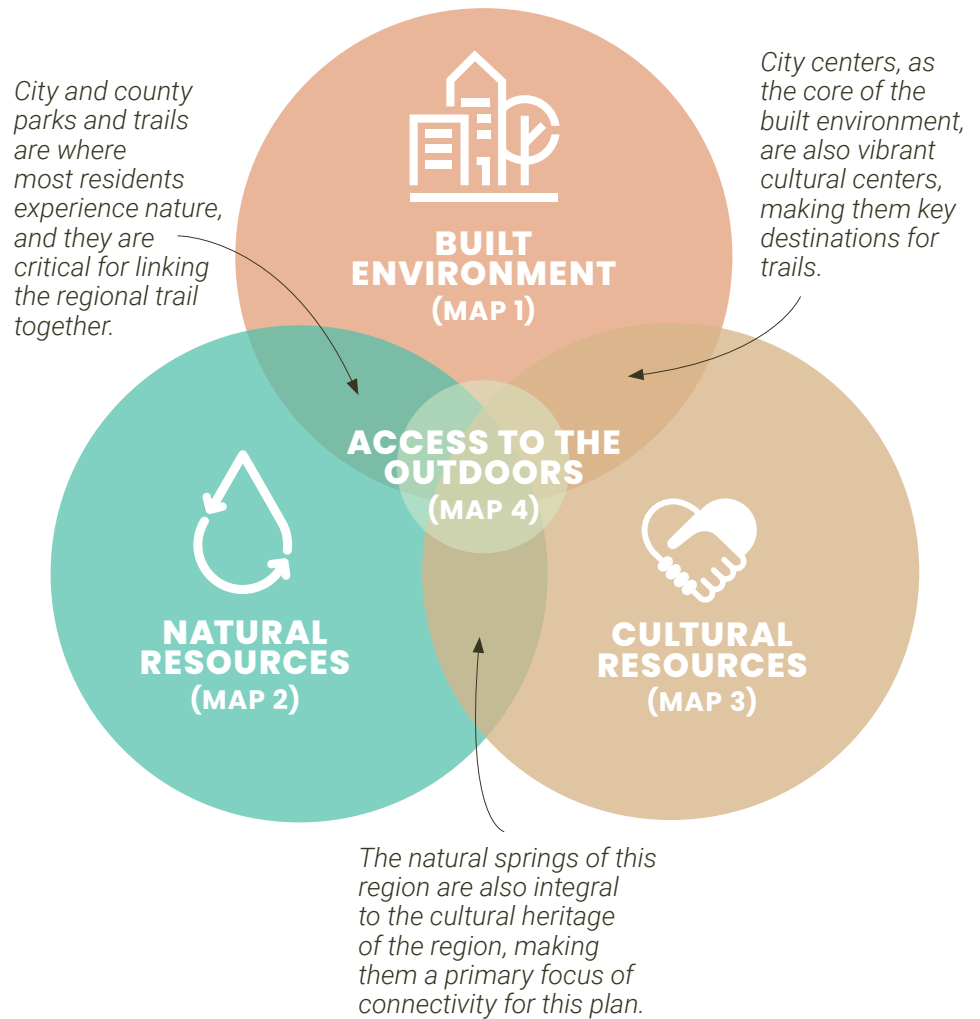 City and county
parks and trails
are where
most residents
experience nature,
and they are
critical for linking
the regional trail
together.
City centers, as
the core of the
built environment,
are also vibrant
cultural centers,
making them key
destinations for
trails.
BUILT
ENVIRONMENT
(MAP 1)
ACCESS TO THE
OUTDOORS
(MAP 4)
NATURAL
RESOURCES
(MAP 2)
CULTURAL
RESOURCES
(MAP 3)
The natural springs of this
region are also integral
to the cultural heritage
of the region, making
them a primary focus of
connectivity for this plan.